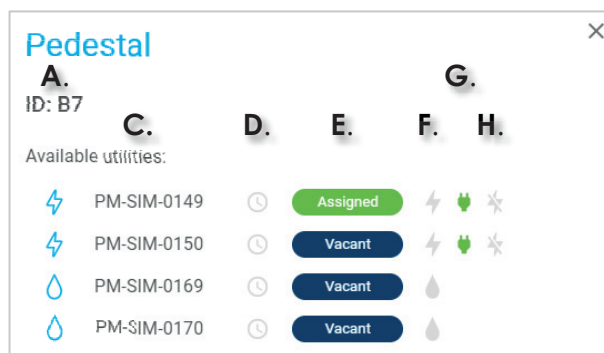 Pedestal
A. G.
ID: B7
C. D. E. F. H.
Available utilities:
PM-SIM-0149 Assigned
PM-SIM-0150 Vacant
PM-SIM-0169 Vacant
PM-SIM-0170 Vacant